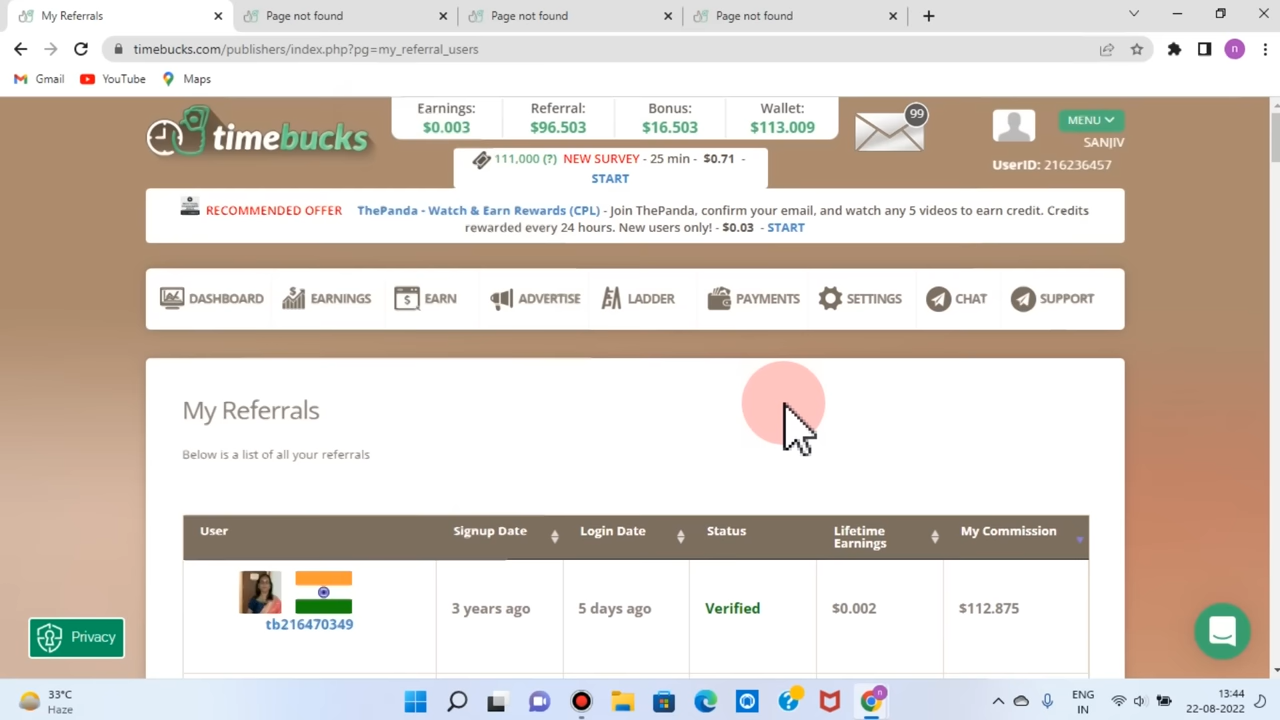 My Referrals
Page not found
Page not found
Page not found
timebucks.com/publishers/index.php?pg=my_referral_users
n
Gmail
YouTube
Maps
timebucks
Earnings:
$0.003
Referral:
$96.503
Bonus:
$16.503
Wallet:
$113.009
99
MENU
SANJIV
UserID: 216236457
111,000 (?) NEW SURVEY - 25 min - $0.71 -
START
RECOMMENDED OFFER ThePanda - Watch & Earn Rewards (CPL) - Join ThePanda, confirm your email, and watch any 5 videos to earn credit. Credits
rewarded every 24 hours. New users only! - $0.03 - START
DASHBOARD
EARNINGS
EARN
ADVERTISE
LADDER
PAYMENTS
SETTINGS
CHAT
SUPPORT
My Referrals
Below is a list of all your referrals
User
Signup Date
Login Date
Status
Lifetime
Earnings
My Commission
tb216470349
3 years ago
5 days ago
Verified
$0.002
$112.875
Privacy
33°C
Haze
n
ENG
IN
13:44
22-08-2022